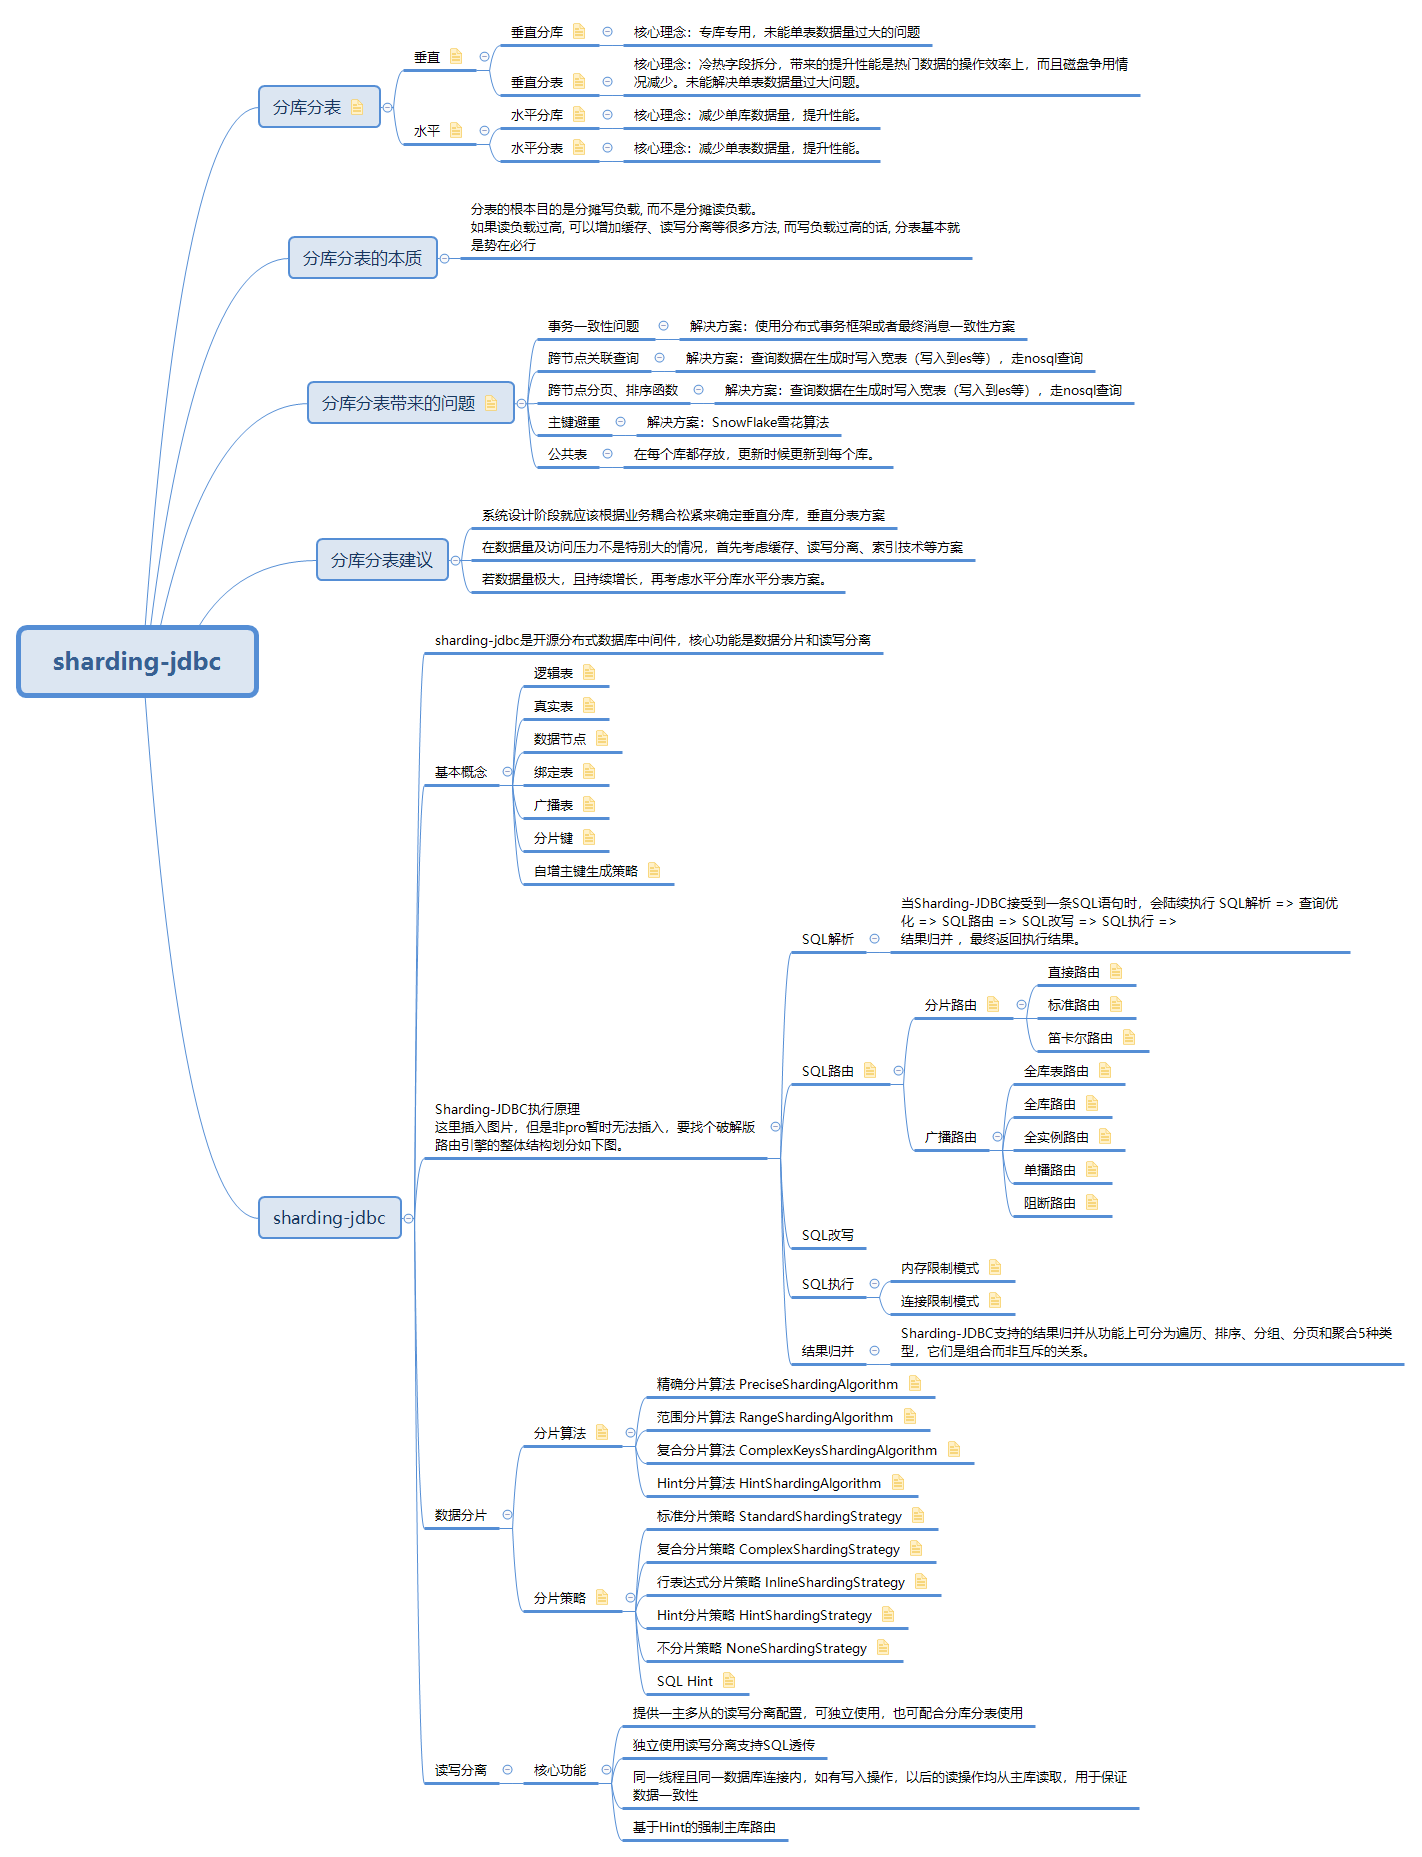 sharding-jdbc
分库分表
垂直
垂直分库
核心理念：专库专用，未能单表数据量过大的问题
垂直分表
核心理念：冷热字段拆分，带来的提升性能是热门数据的操作效率上，而且磁盘争用情
况减少。未能解决单表数据量过大问题。
水平
水平分库
核心理念：减少单库数据量，提升性能。
水平分表
核心理念：减少单表数据量，提升性能。
分库分表的本质
分表的根本目的是分摊写负载, 而不是分摊读负载。
如果读负载过高, 可以增加缓存、读写分离等很多方法, 而写负载过高的话, 分表基本就
是势在必行
分库分表带来的问题
事务一致性问题
解决方案：使用分布式事务框架或者最终消息一致性方案
跨节点关联查询
解决方案：查询数据在生成时写入宽表（写入到es等），走nosql查询
跨节点分页、排序函数
解决方案：查询数据在生成时写入宽表（写入到es等），走nosql查询
主键避重
解决方案：SnowFlake雪花算法
公共表
在每个库都存放，更新时候更新到每个库。
分库分表建议
系统设计阶段就应该根据业务耦合松紧来确定垂直分库，垂直分表方案
在数据量及访问压力不是特别大的情况，首先考虑缓存、读写分离、索引技术等方案
若数据量极大，且持续增长，再考虑水平分库水平分表方案。
sharding-jdbc
sharding-jdbc是开源分布式数据库中间件，核心功能是数据分片和读写分离
基本概念
逻辑表
真实表
数据节点
绑定表
广播表
分片键
自增主键生成策略
Sharding-JDBC执行原理
这里插入图片，但是非pro暂时无法插入，要找个破解版
路由引擎的整体结构划分如下图。
SQL解析
当Sharding-JDBC接受到一条SQL语句时，会陆续执行 SQL解析 => 查询优
化 => SQL路由 => SQL改写 => SQL执行 =>
结果归并 ，最终返回执行结果。
SQL路由
分片路由
直接路由
标准路由
笛卡尔路由
广播路由
全库表路由
全库路由
全实例路由
单播路由
阻断路由
SQL改写
SQL执行
内存限制模式
连接限制模式
结果归并
Sharding-JDBC支持的结果归并从功能上可分为遍历、排序、分组、分页和聚合5种类
型，它们是组合而非互斥的关系。
数据分片
分片算法
精确分片算法 PreciseShardingAlgorithm
范围分片算法 RangeShardingAlgorithm
复合分片算法 ComplexKeysShardingAlgorithm
Hint分片算法 HintShardingAlgorithm
分片策略
标准分片策略 StandardShardingStrategy
复合分片策略 ComplexShardingStrategy
行表达式分片策略 InlineShardingStrategy
Hint分片策略 HintShardingStrategy
不分片策略 NoneShardingStrategy
SQL Hint
读写分离
核心功能
提供一主多从的读写分离配置，可独立使用，也可配合分库分表使用
独立使用读写分离支持SQL透传
同一线程且同一数据库连接内，如有写入操作，以后的读操作均从主库读取，用于保证
数据一致性
基于Hint的强制主库路由